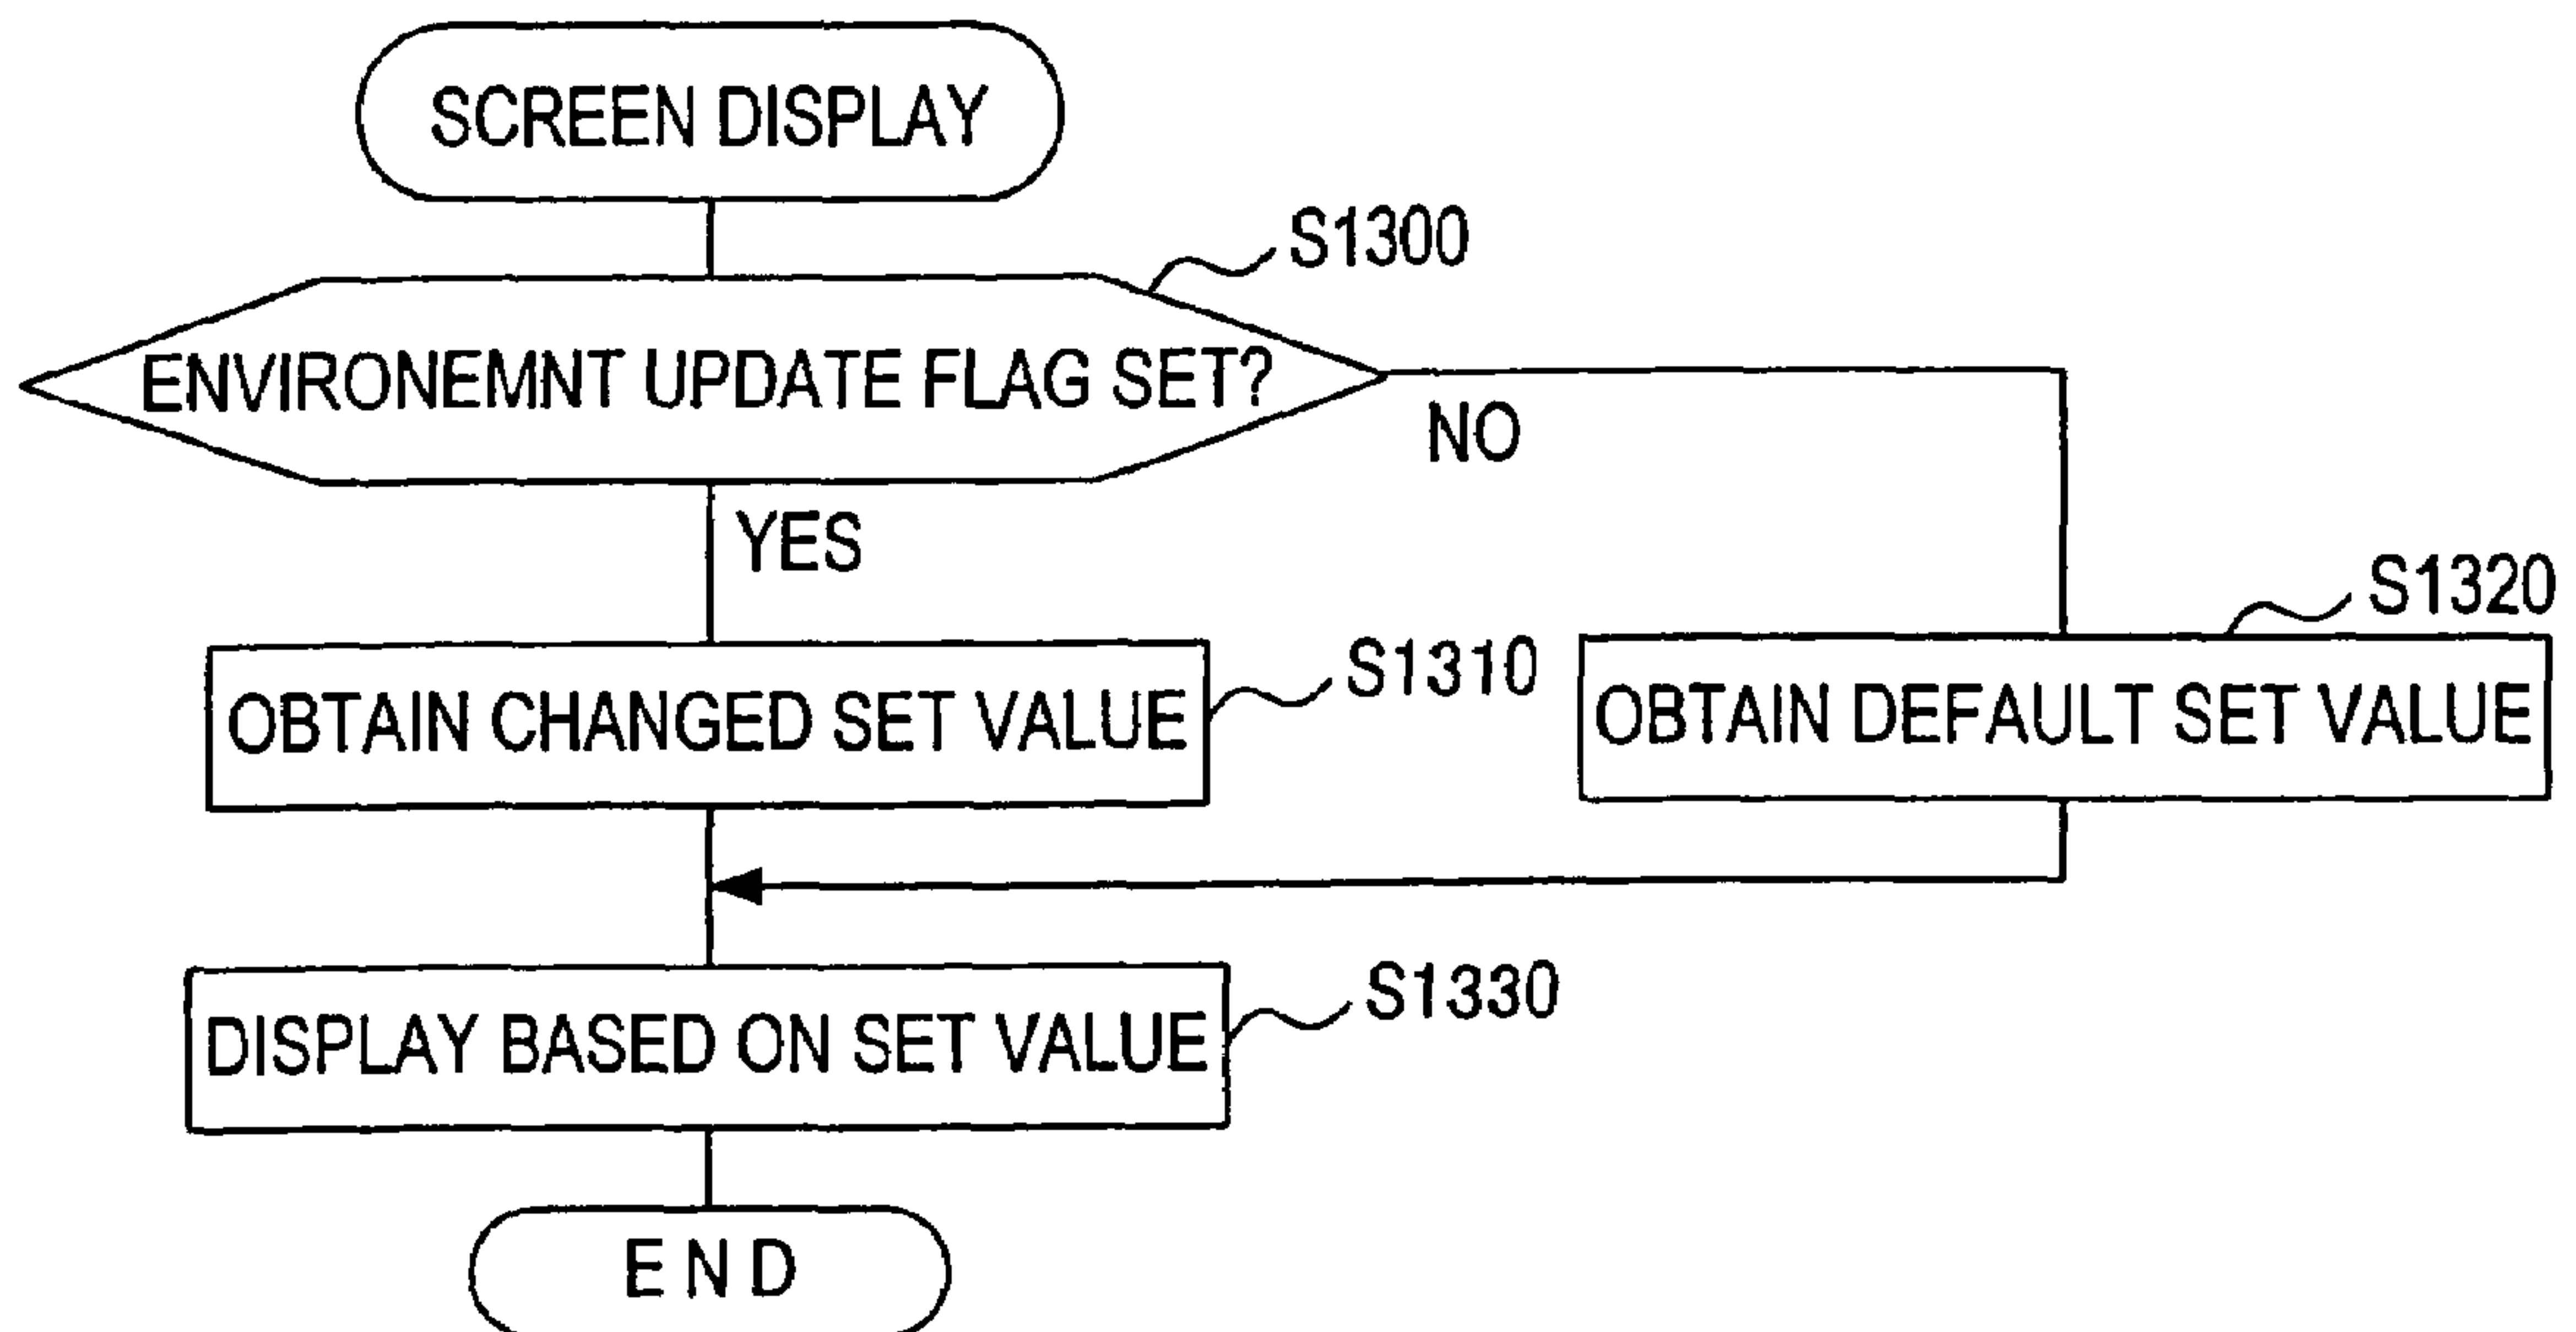 SCREEN DISPLAY
S1300
ENVIRONEMNT UPDATE FLAG SET?
NO
YES
S1320
S1310
OBTAIN CHANGED SET VALUE
OBTAIN DEFAULT SET VALUE
S1330
DISPLAY BASED ON SET VALUE
END